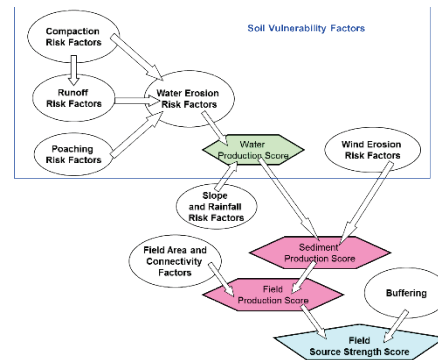 Soil Vulnerability Factors
Compaction
Risk Factors
Runoff
Risk Factors
Water Erosion
Risk Factors
Poaching
Risk Factors
Water
Production Score
Wind Erosion
Risk Factors
Slope
and Rainfall
Risk Factors
Field Area and
Connectivity
Factors
Sediment
Production Score
Field
Production Score
Buffering
Field
Source Strength Score